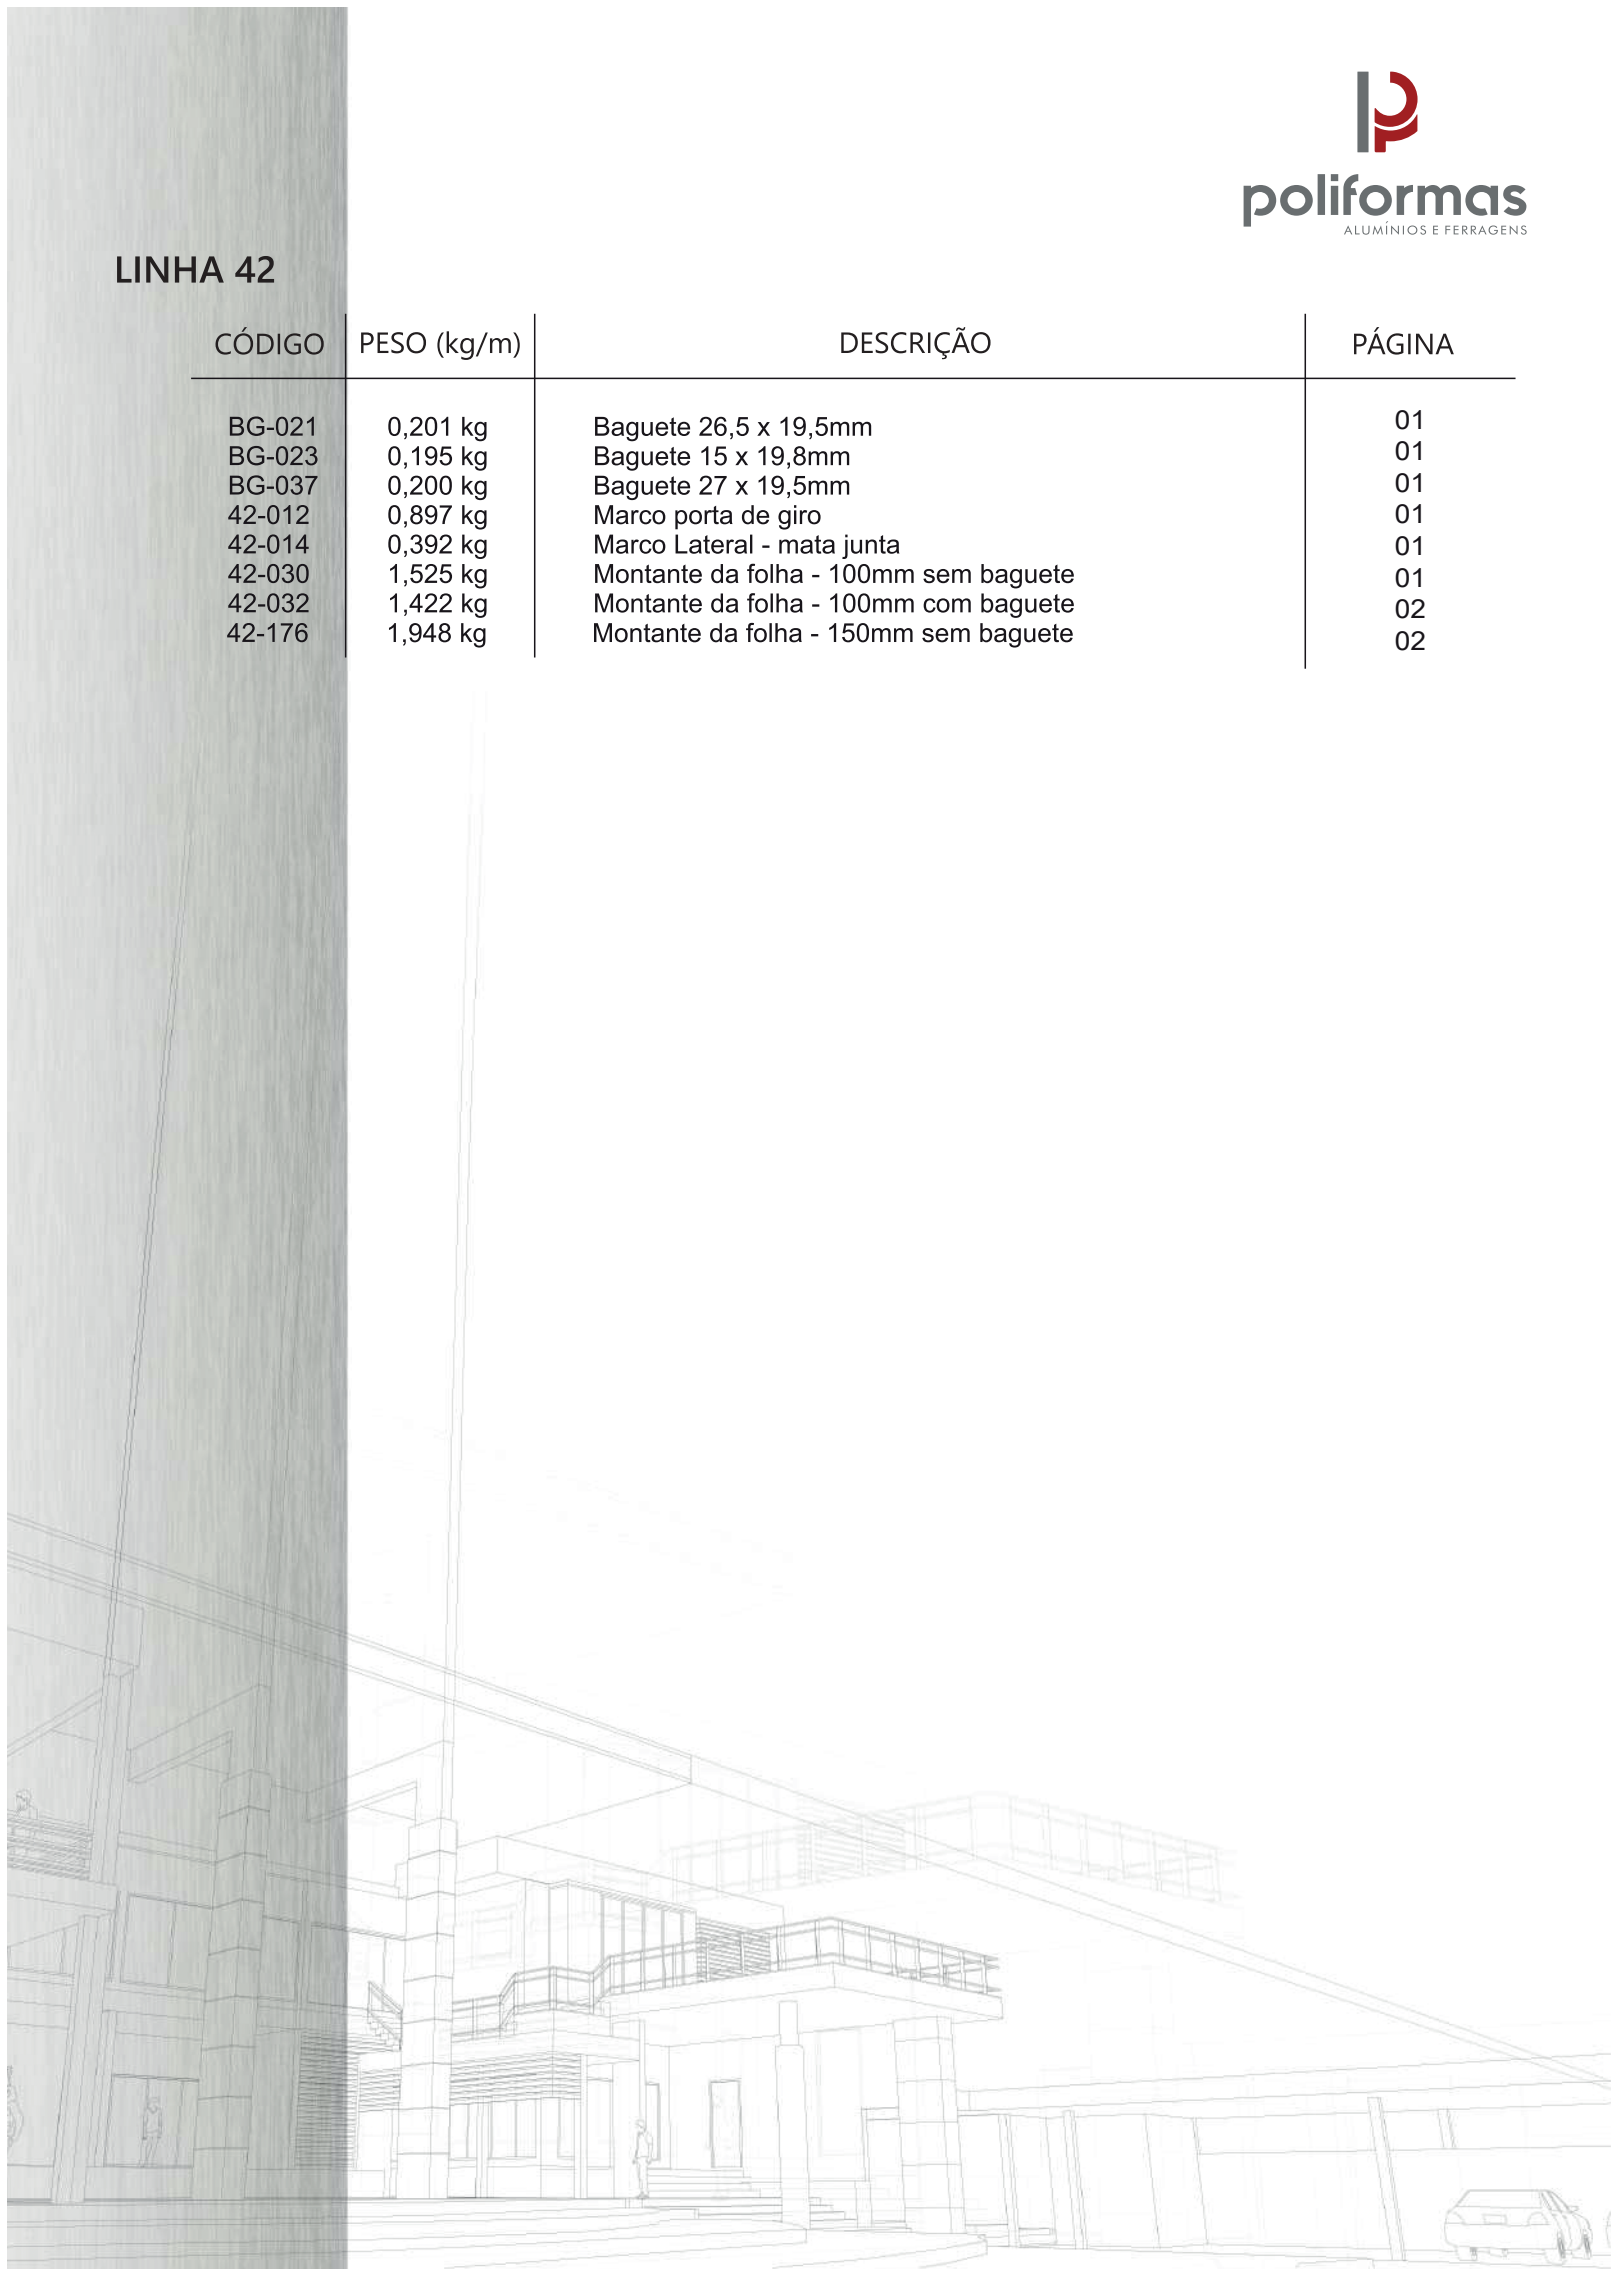 poliformas
ALUMÍNIOS E FERRAGENS
LINHA 42
CÓDIGO PESO (kg/m) DESCRIÇÃO PÁGINA
BG-021 0,201 kg Baguete 26,5 x 19,5mm 01
BG-023 0,195 kg Baguete 15 x 19,8mm 01
BG-037 0,200 kg Baguete 27 x 19,5mm 01
42-012 0,897 kg Marco porta de giro 01
42-014 0,392 kg Marco Lateral - mata junta 01
42-030 1,525 kg Montante da folha - 100mm sem baguete 01
42-032 1,422 kg Montante da folha - 100mm com baguete 02
42-176 1,948 kg Montante da folha - 150mm sem baguete 02